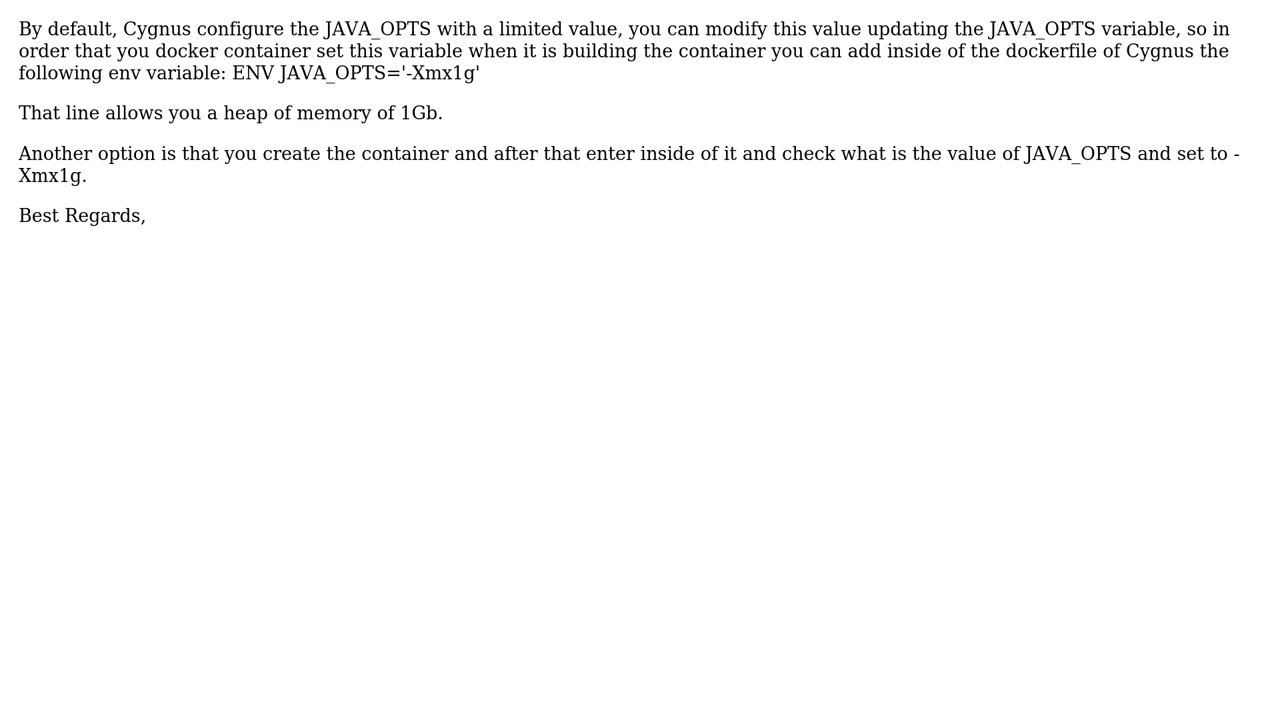 By default, Cygnus configure the JAVA_OPTS with a limited value, you can modify this value updating the JAVA_OPTS variable, so in
order that you docker container set this variable when it is building the container you can add inside of the dockerfile of Cygnus the
following env variable: ENV JAVA_OPTS='-Xmx1g'
That line allows you a heap of memory of 1Gb.
Another option is that you create the container and after that enter inside of it and check what is the value of JAVA_OPTS and set to -
Xmx1g.
Best Regards,